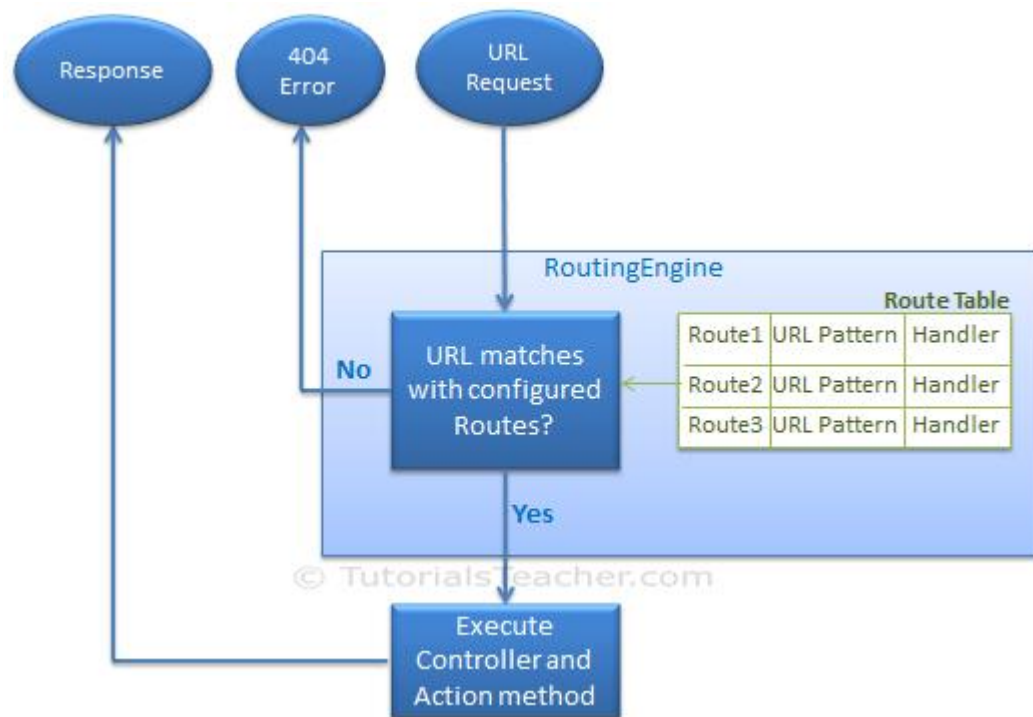 Response
404
Error
URL
Request
RoutingEngine
Route Table
Route1 URL Pattern Handler
Route2 URL Pattern Handler
Route3 URL Pattern Handler
URL matches
with configured
Routes?
No
Yes
© TutorialsTeacher.com
Execute
Controller and
Action method